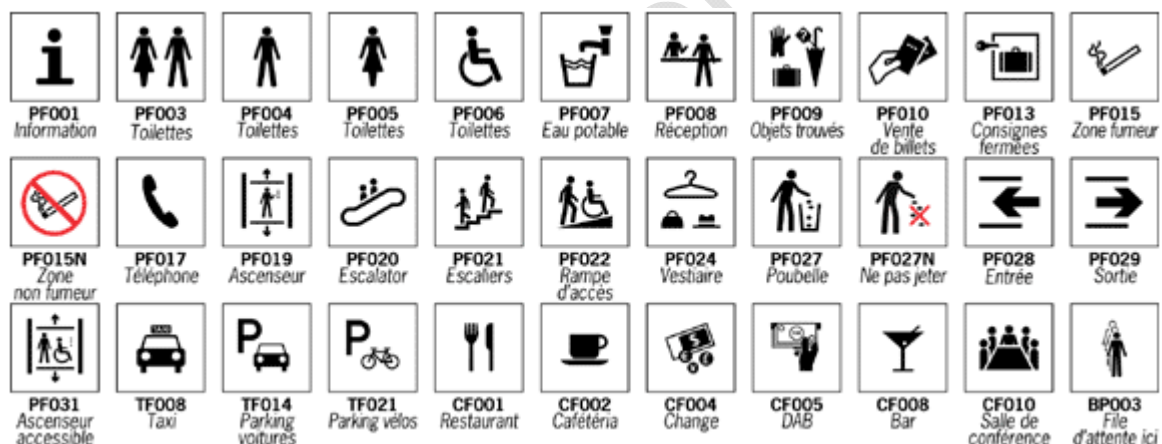 PF001 PF003 PF004 PF005 PF006 PF007 PF008 PF009 PF010 PF013 PF015
Information Toilettes Toilettes Toilettes Toilettes Eau potable Réception Objets trouvés Vente Consignes Zone fumeur
de billets fermées
PF015N PF017 PF019 PF020 PF021 PF022 PF024 PF027 PF027N PF028 PF029
Zone Téléphone Ascenseur Escalator Escaliers Rampe Vestiaire Poubelle Ne pas jeter Entrée Sortie
non fumeur d'accès
TAXI P P
PF031 TF008 TF014 TF021 CF001 CF002 CF004 CF005 CF008 CF010 BP003
Ascenseur Taxi Parking Parking vélos Restaurant Cafétéria Change DAB Bar Salle de File
accessible voitures conférence d'attente ici